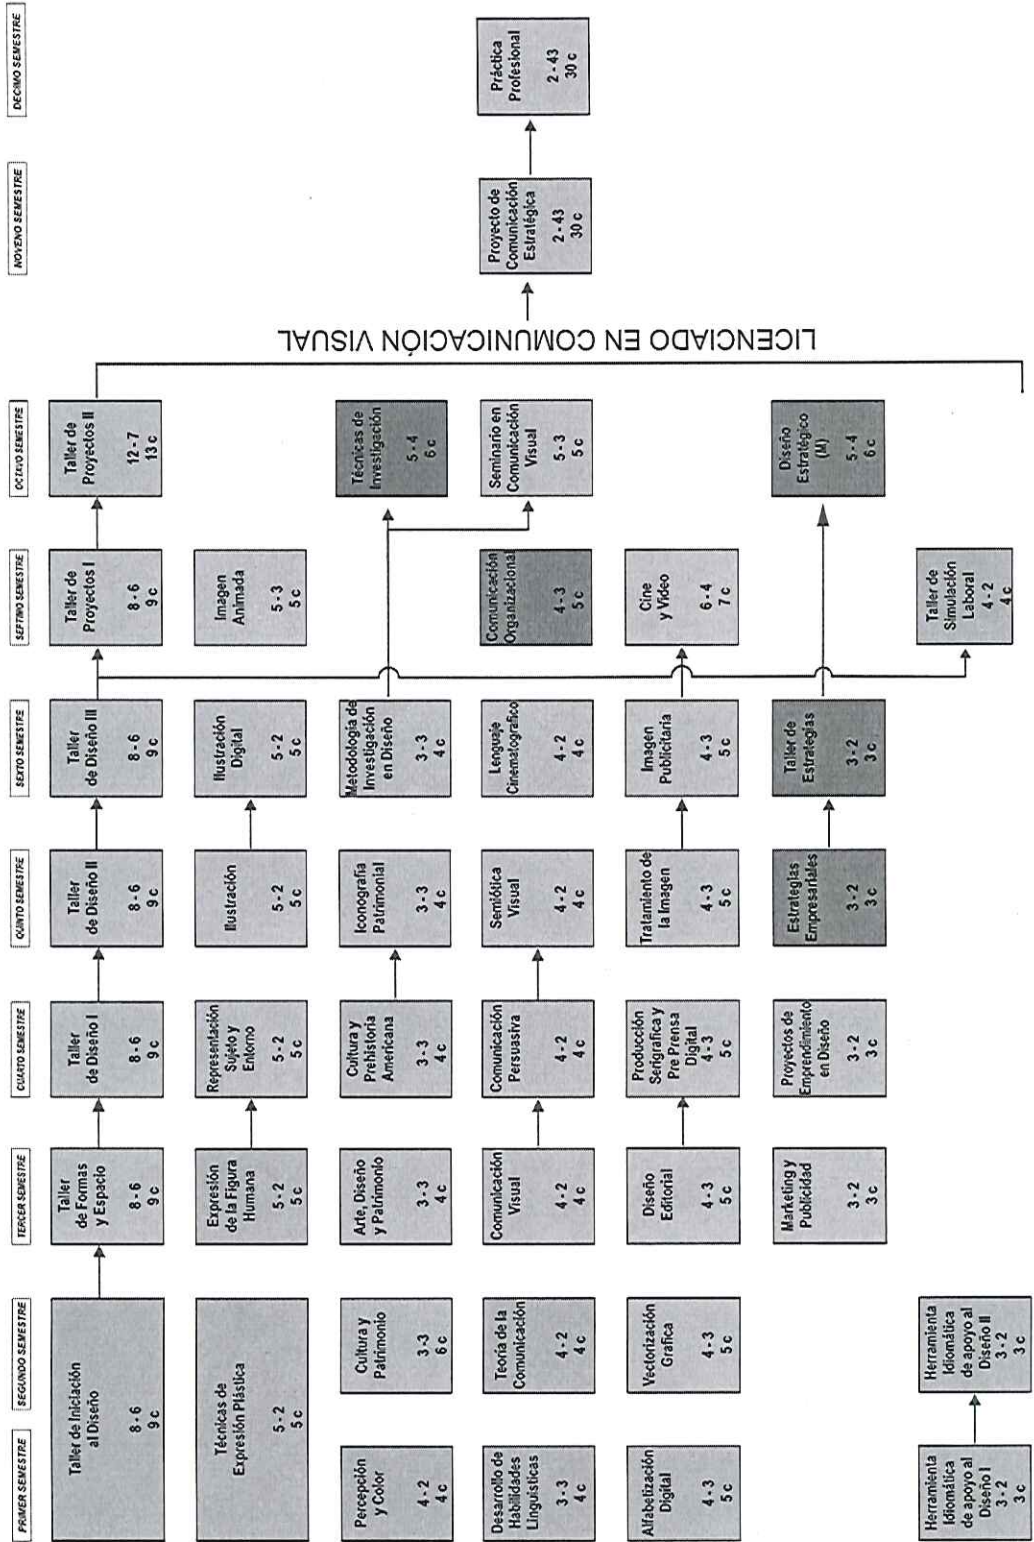 PRIMER SEMESTRE
SEGUNDO SEMESTRE
TERCER SEMESTRE
CUARTO SEMESTRE
QUINTO SEMESTRE
SEXTO SEMESTRE
SEPTIMO SEMESTRE
OCTAVO SEMESTRE
NOVENO SEMESTRE
DECIMO SEMESTRE
Taller de Iniciación
al Diseño
8 - 6
9 c
Taller
de Formas
y Espacio
8 - 6
9 c
Taller
de Diseño I
8 - 6
9 c
Taller
de Diseño II
8 - 6
9 c
Taller
de Diseño III
8 - 6
9 c
Taller de
Proyectos I
8 - 6
9 c
Taller de
Proyectos II
12 - 7
13 c
Técnicas de
Expresión Plástica
5 - 2
5 c
Expresión
de la Figura
Humana
5 - 2
5 c
Representación
Sujeto y
Entorno
5 - 2
5 c
Ilustración
5 - 2
5 c
Ilustración
Digital
5 - 2
5 c
Imagen
Animada
5 - 3
5 c
Percepción
y Color
4 - 2
4 c
Cultura y
Patrimonio
3 - 3
6 c
Arte, Diseño
y Patrimonio
3 - 3
4 c
Cultura y
Prehistoria
Americana
3 - 3
4 c
Iconografía
Patrimonial
3 - 3
4 c
Metodología de
Investigación
en Diseño
3 - 3
4 c
Técnicas de
Investigación
5 - 4
6 c
Desarrollo de
Habilidades
Linguisticas
3 - 3
4 c
Teoría de la
Comunicación
4 - 2
4 c
Comunicación
Visual
4 - 2
4 c
Comunicación
Persuasiva
4 - 2
4 c
Semiótica
Visual
4 - 2
4 c
Lenguaje
Cinematografico
4 - 2
4 c
Comunicación
Organizacional
4 - 3
5 c
Seminario en
Comunicación
Visual
5 - 3
5 c
LICENCIADO EN COMUNICACIÓN VISUAL
Proyecto de
Comunicación
Estratégica
2 - 43
30 c
Práctica
Profesional
2 - 43
30 c
Alfabetización
Digital
4 - 3
5 c
Vectorización
Grafica
4 - 3
5 c
Diseño
Editorial
4 - 3
5 c
Producción
Serigrafica y
Pre Prensa
Digital
4 - 3
5 c
Tratamiento de
la Imagen
4 - 3
5 c
Imagen
Publicitaria
4 - 3
5 c
Cine
y Video
6 - 4
7 c
Marketing y
Publicidad
3 - 2
3 c
Proyectos de
Emprendimiento
en Diseño
3 - 2
3 c
Estrategias
Empresariales
3 - 2
3 c
Taller de
Estrategias
3 - 2
3 c
Diseño
Estratégico
(M)
5 - 4
6 c
Herramienta
Idiomática
de apoyo al
Diseño I
3 - 2
3 c
Herramienta
Idiomática
de apoyo al
Diseño II
3 - 2
3 c
Taller de
Simulación
Laboral
4 - 2
4 c